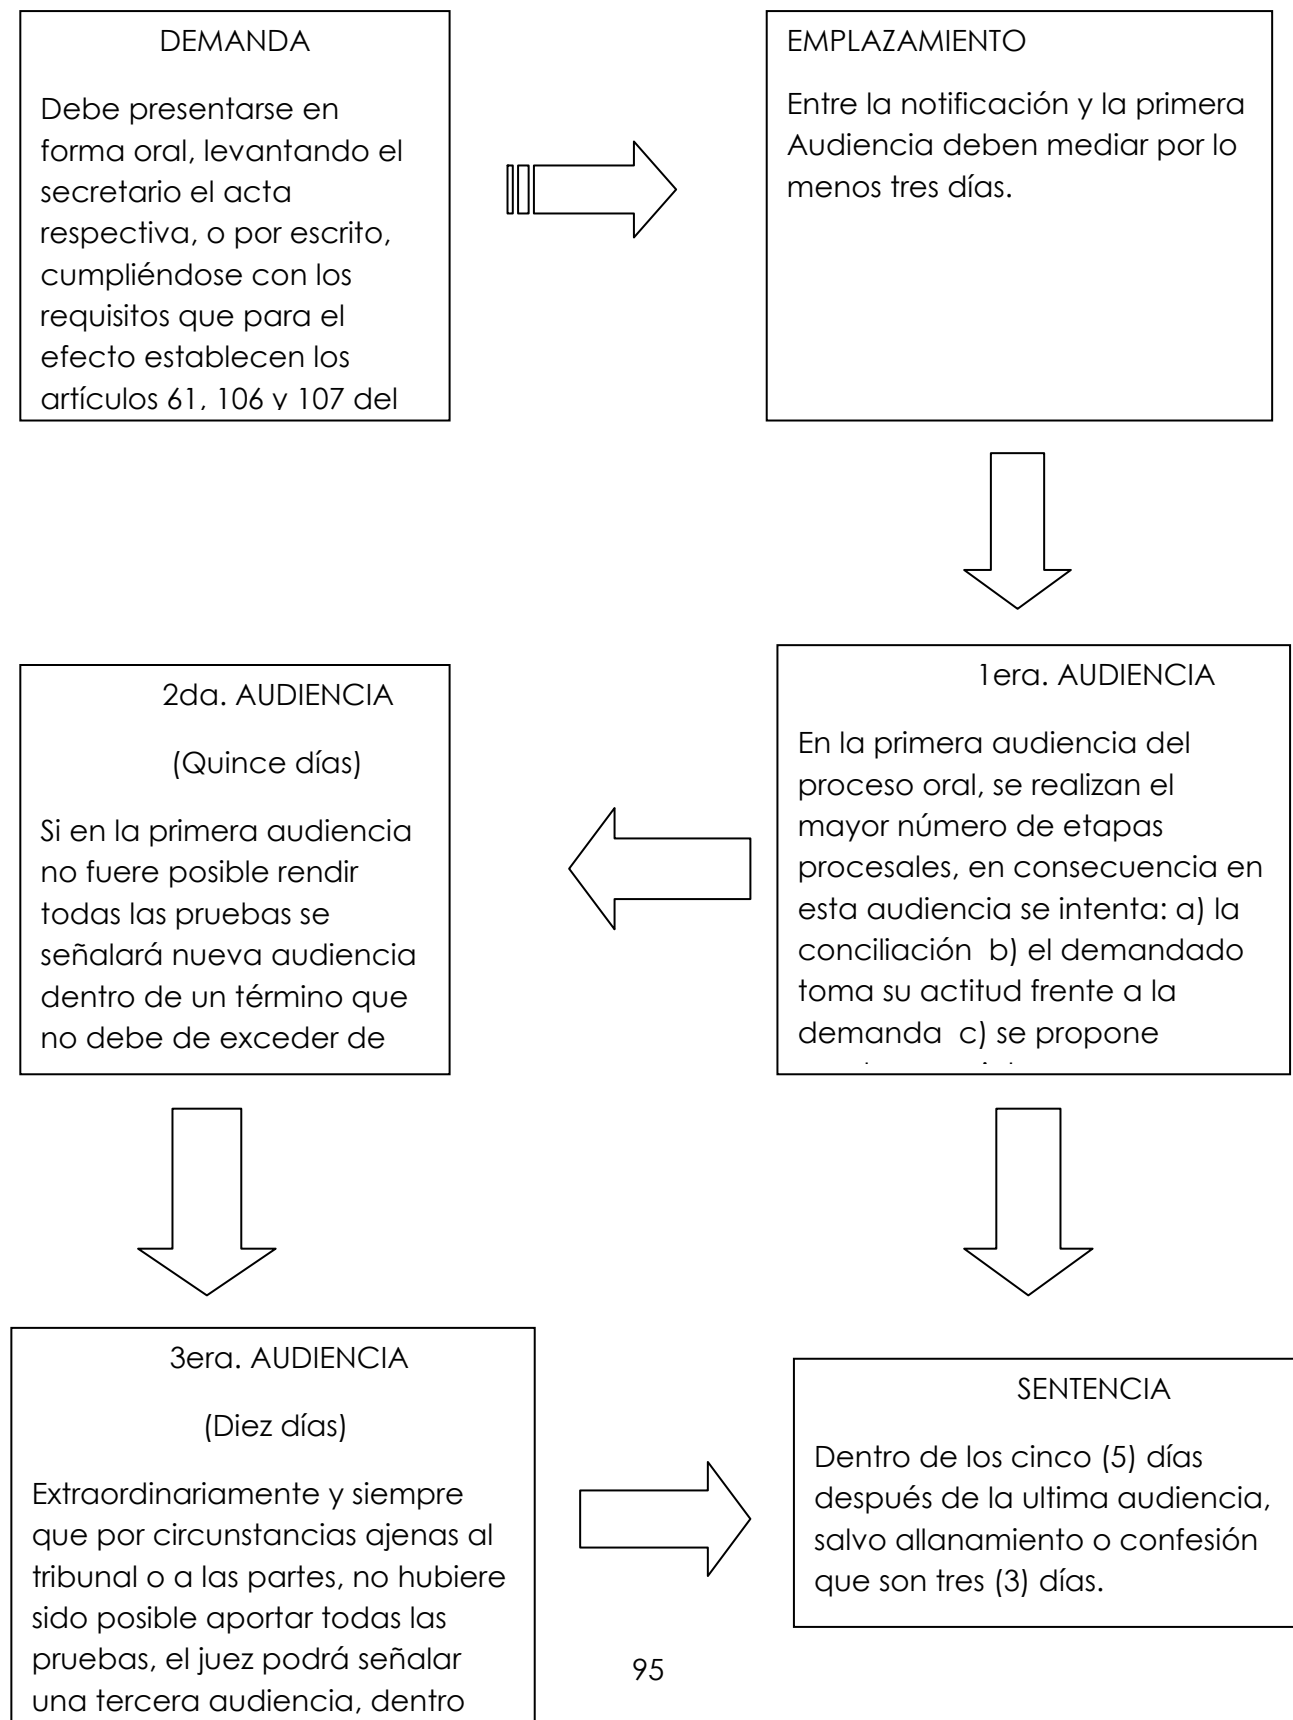 DEMANDA
Debe presentarse en
forma oral, levantando el
secretario el acta
respectiva, o por escrito,
cumpliéndose con los
requisitos que para el
efecto establecen los
artículos 61, 106 y 107 del
EMPLAZAMIENTO
Entre la notificación y la primera
Audiencia deben mediar por lo
menos tres días.
1era. AUDIENCIA
En la primera audiencia del
proceso oral, se realizan el
mayor número de etapas
procesales, en consecuencia en
esta audiencia se intenta: a) la
conciliación b) el demandado
toma su actitud frente a la
demanda c) se propone
2da. AUDIENCIA
(Quince días)
Si en la primera audiencia
no fuere posible rendir
todas las pruebas se
señalará nueva audiencia
dentro de un término que
no debe de exceder de
3era. AUDIENCIA
(Diez días)
Extraordinariamente y siempre
que por circunstancias ajenas al
tribunal o a las partes, no hubiere
sido posible aportar todas las
pruebas, el juez podrá señalar
una tercera audiencia, dentro
SENTENCIA
Dentro de los cinco (5) días
después de la ultima audiencia,
salvo allanamiento o confesión
que son tres (3) días.
95